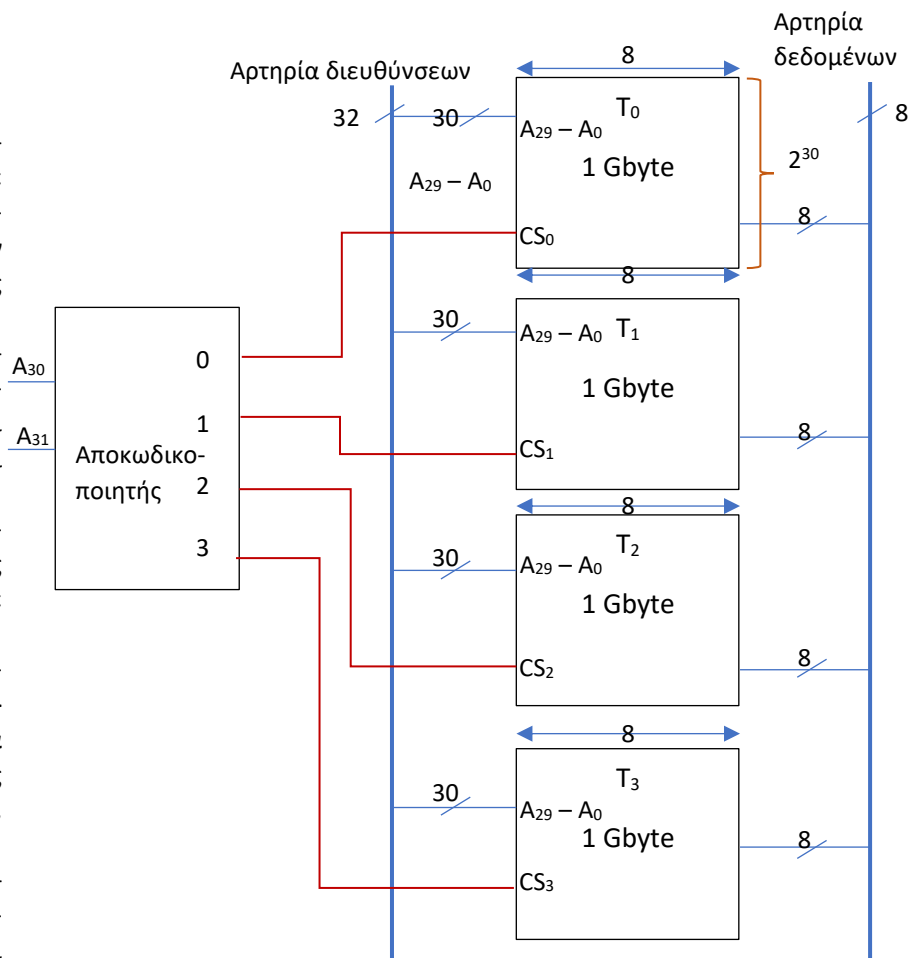 Αρτηρία
δεδομένων
Αρτηρία διευθύνσεων
8
32
30
A29 – A0
T0
1 Gbyte
2^30
8
A29 – A0
CS0
8
8
30
A29 – A0
T1
1 Gbyte
CS1
8
A30
A31
Αποκωδικο-
ποιητής
0
1
2
3
8
30
A29 – A0
T2
1 Gbyte
CS2
8
8
30
A29 – A0
T3
1 Gbyte
CS3
8